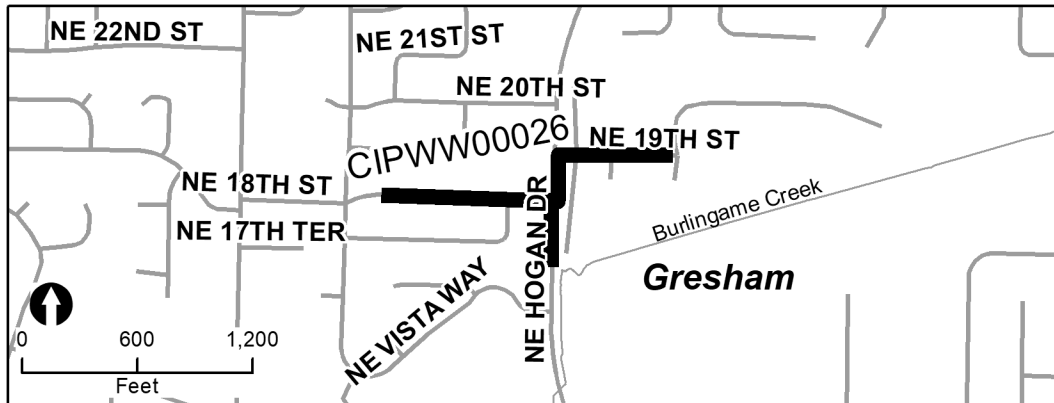 NE 22ND ST
NE 21ST ST
NE 20TH ST
CIPWW00026
NE 19TH ST
NE 18TH ST
NE 17TH TER
NE HOGAN DR
Burlingame Creek
Gresham
NE VISTA WAY
0 600 1,200
Feet